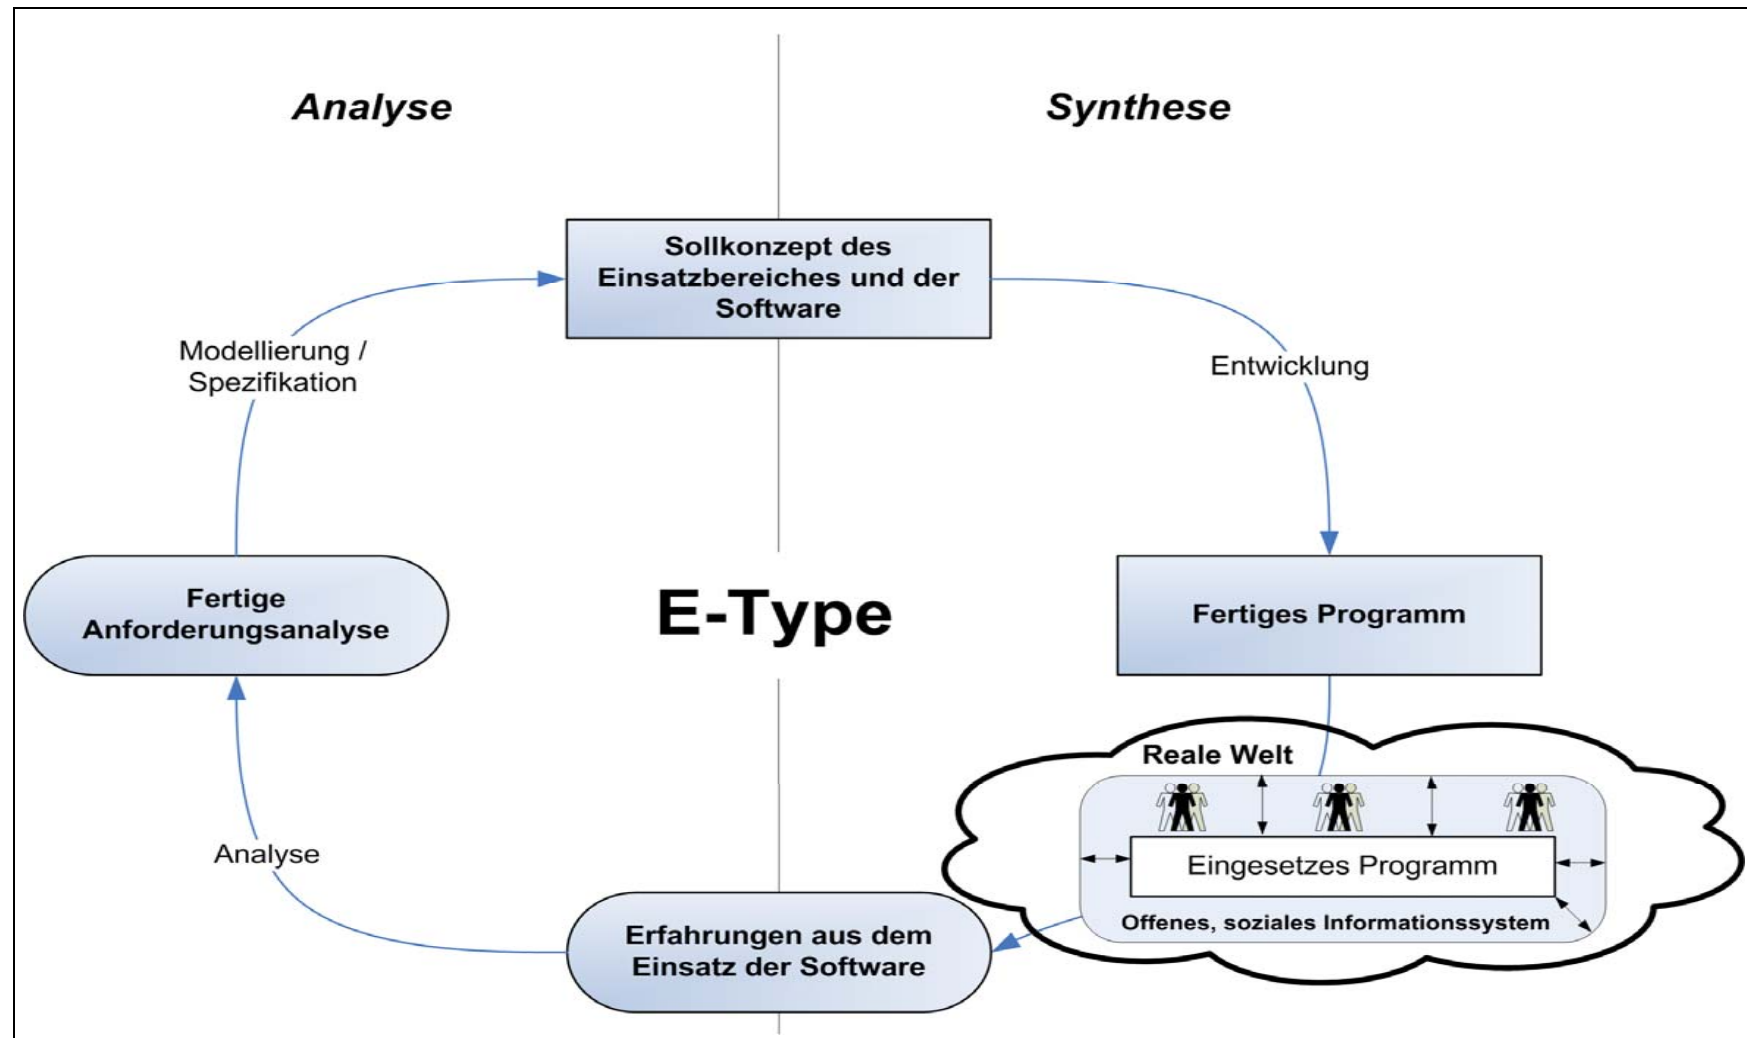 Analyse
Synthese
Sollkonzept des
Einsatzbereiches und der
Software
Modellierung /
Spezifikation
Entwicklung
Fertige
Anforderungsanalyse
E-Type
Fertiges Programm
Reale Welt
Eingesetzes Programm
Offenes, soziales Informationssystem
Analyse
Erfahrungen aus dem
Einsatz der Software